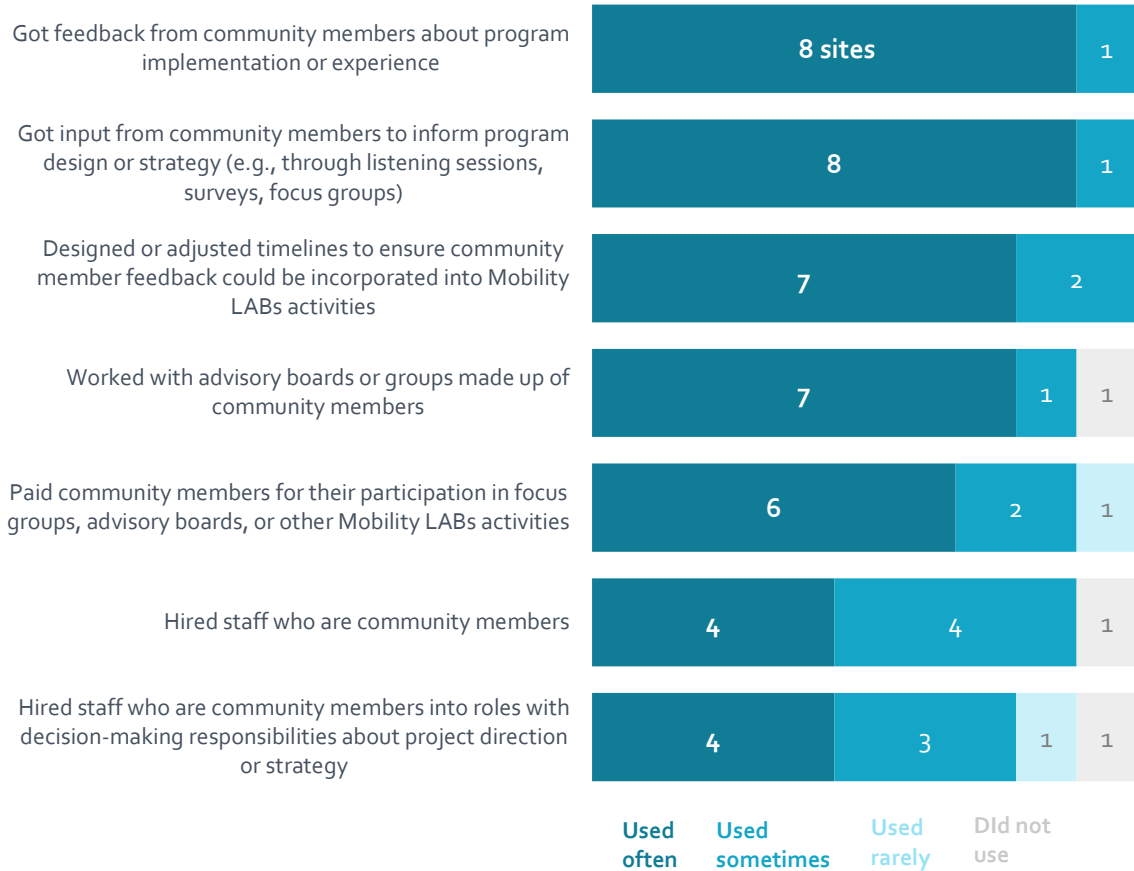 Got feedback from community members about program
implementation or experience
8 sites
1
Got input from community members to inform program
design or strategy (e.g., through listening sessions,
surveys, focus groups)
8
1
Designed or adjusted timelines to ensure community
member feedback could be incorporated into Mobility
LABs activities
7
2
Worked with advisory boards or groups made up of
community members
7
1
1
Paid community members for their participation in focus
groups, advisory boards, or other Mobility LABs activities
6
2
1
Hired staff who are community members
4
4
1
Hired staff who are community members into roles with
decision-making responsibilities about project direction
or strategy
4
3
1
1
Used
often
Used
sometimes
Used
rarely
DId not
use